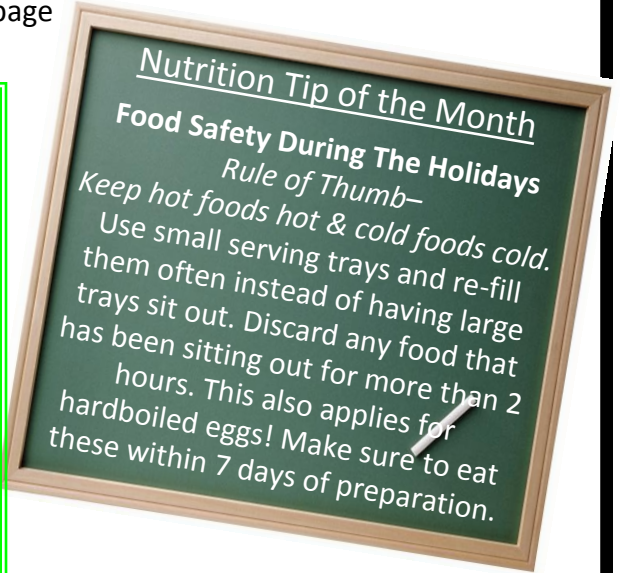 page
Nutrition Tip of the Month
Food Safety During The Holidays
Rule of Thumb–
Keep hot foods hot & cold foods cold.
Use small serving trays and re-fill
them often instead of having large
trays sit out. Discard any food that
has been sitting out for more than 2
hours. This also applies for
hardboiled eggs! Make sure to eat
these within 7 days of preparation.